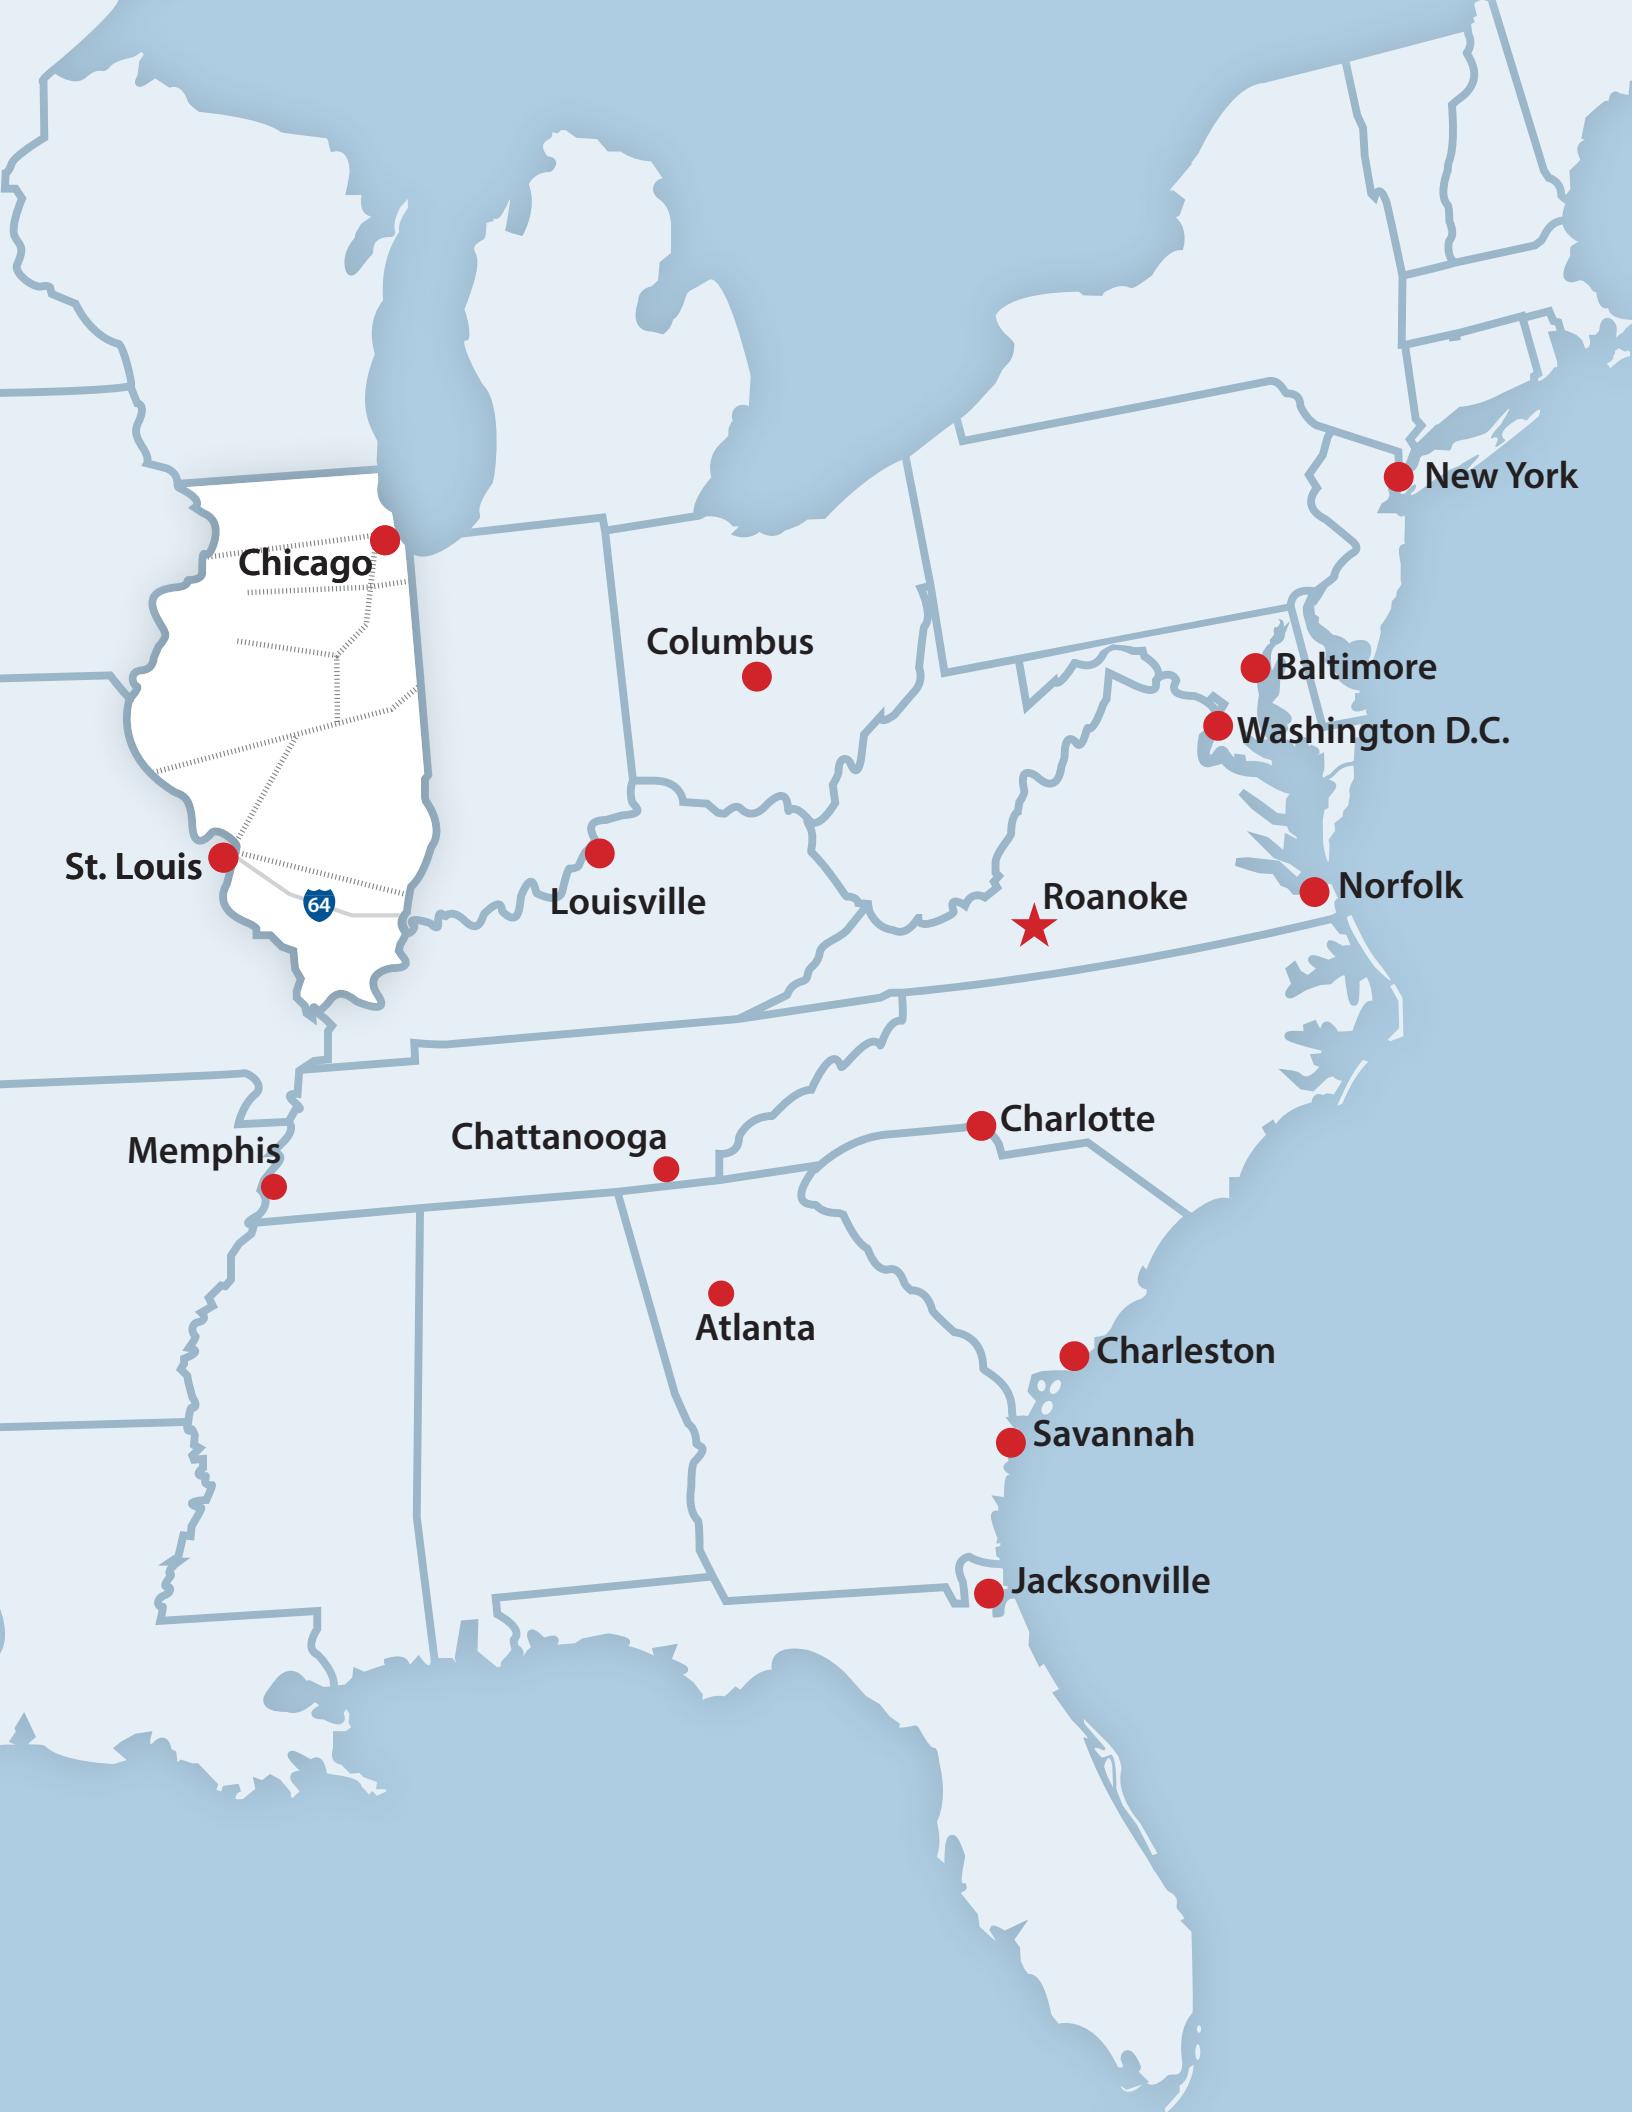 New York
Chicago
Columbus
Baltimore
Washington D.C.
St. Louis
64
Louisville
Roanoke
Norfolk
Charlotte
Chattanooga
Memphis
Atlanta
Charleston
Savannah
Jacksonville